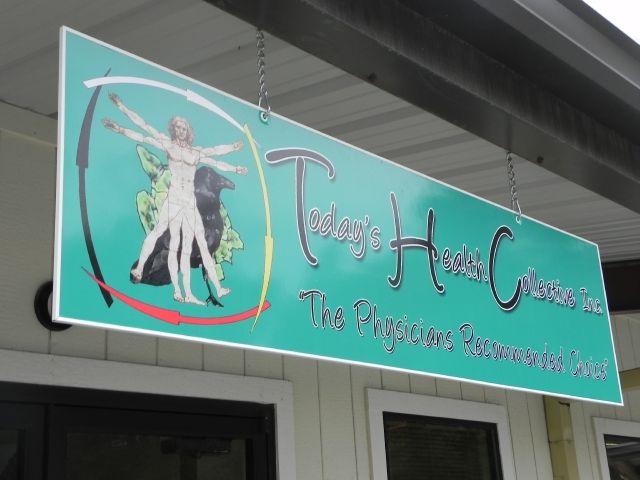 Today's Health Collective Inc.
"The Physicians Recommended Choice"